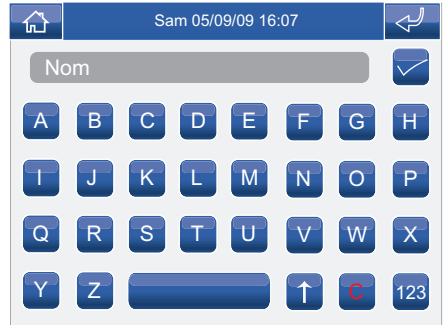 Sam 05/09/09 16:07
Nom
A B C D E F G H
I J K L M N O P
Q R S T U V W X
Y Z ↑ C 123